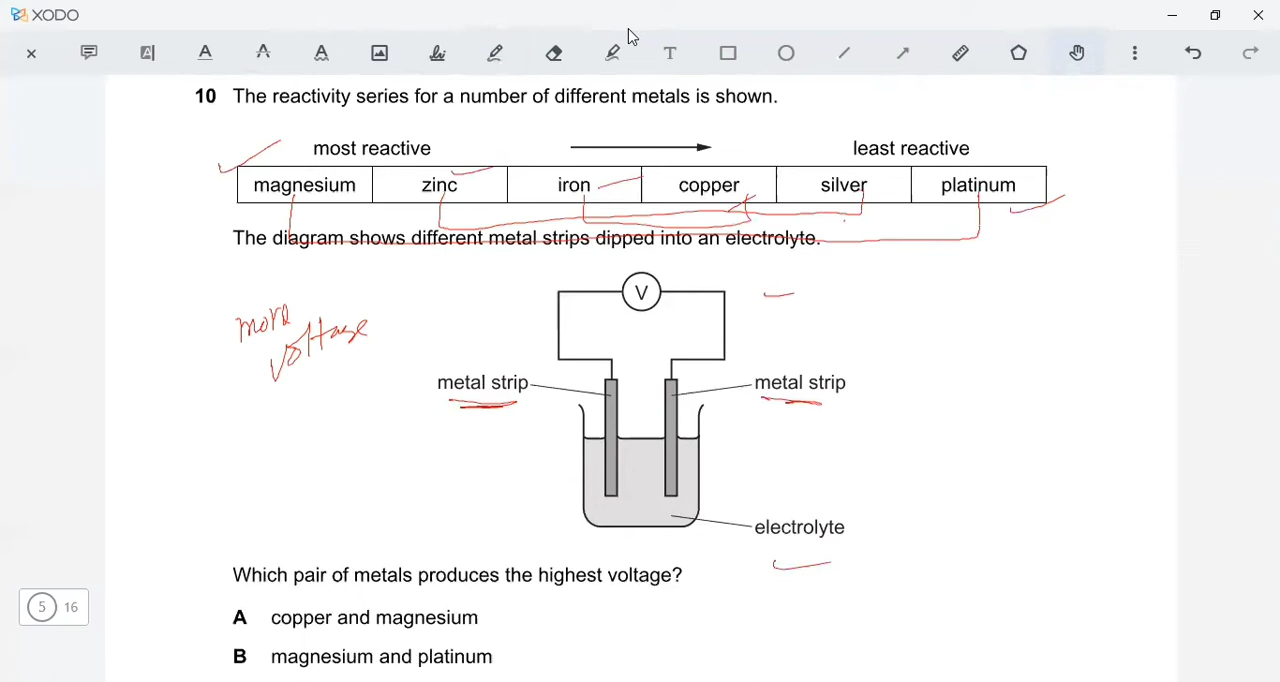 XODO
10 The reactivity series for a number of different metals is shown.
most reactive least reactive
magnesium zinc iron copper silver platinum
The diagram shows different metal strips dipped into an electrolyte.
V
more
voltage
metal strip metal strip
electrolyte
Which pair of metals produces the highest voltage?
5 16
A copper and magnesium
B magnesium and platinum